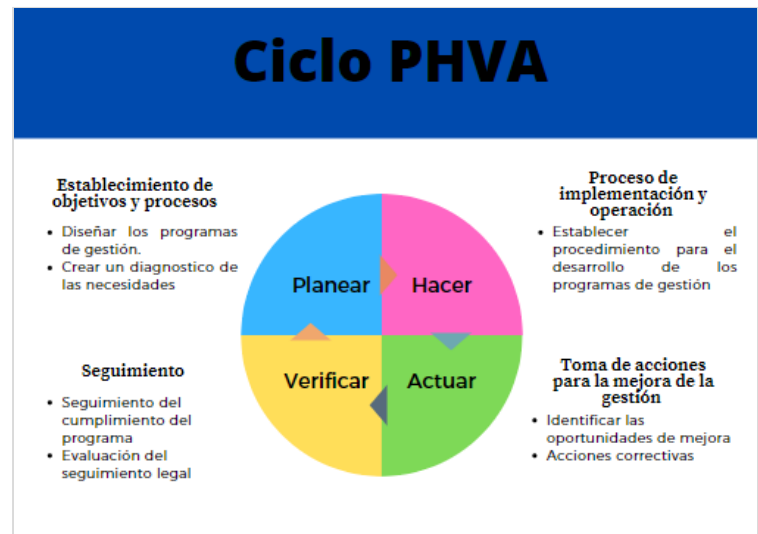 Ciclo PHVA
Establecimiento de
objetivos y procesos
• Diseñar los programas
de gestión.
• Crear un diagnostico de
las necesidades
Proceso de
implementación y
operación
• Establecer el
procedimiento para el
desarrollo de los
programas de gestión
Planear
Hacer
Verificar
Actuar
Seguimiento
• Seguimiento del
cumplimiento del
programa
• Evaluación del
seguimiento legal
Toma de acciones
para la mejora de la
gestión
• Identificar las
oportunidades de mejora
• Acciones correctivas